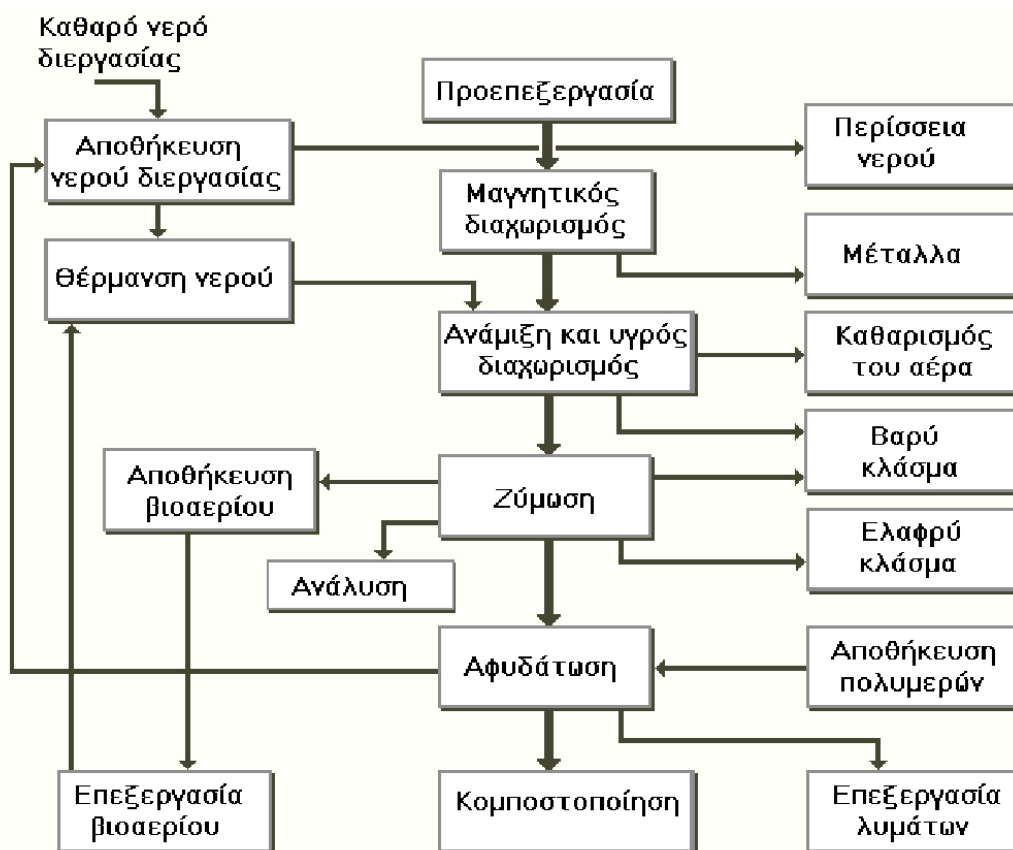 Καθαρό νερό
διεργασίας
Προεπεξεργασία
Αποθήκευση
νερού διεργασίας
Περίσσεια
νερού
Μαγνητικός
διαχωρισμός
Θέρμανση νερού
Μέταλλα
Ανάμιξη και υγρός
διαχωρισμός
Καθαρισμός
του αέρα
Βαρύ
κλάσμα
Αποθήκευση
βιοαερίου
Ζύμωση
Ελαφρύ
κλάσμα
Ανάλυση
Αφυδάτωση
Αποθήκευση
πολυμερών
Επεξεργασία
βιοαερίου
Κομποστοποίηση
Επεξεργασία
λυμάτων